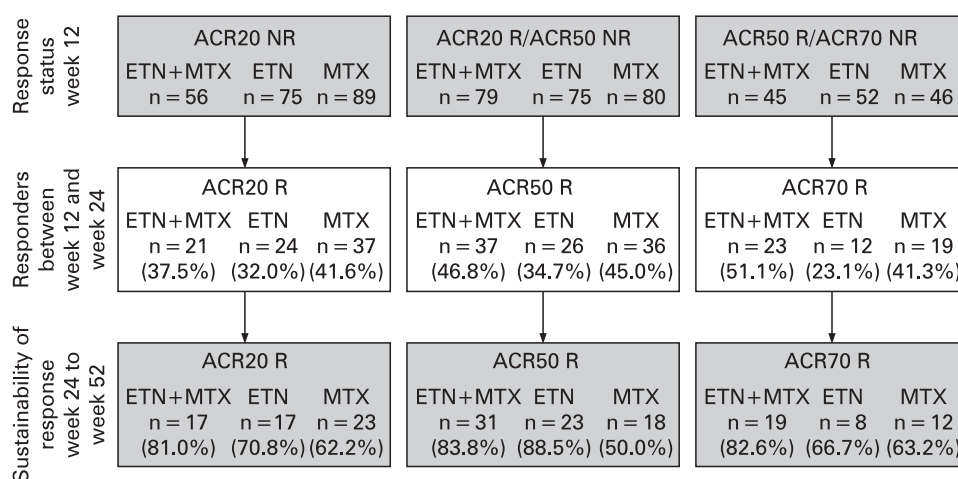 Response
status
week 12
ACR20 NR
ETN+MTX ETN MTX
n = 56 n = 75 n = 89
ACR20 R/ACR50 NR
ETN+MTX ETN MTX
n = 79 n = 75 n = 80
ACR50 R/ACR70 NR
ETN+MTX ETN MTX
n = 45 n = 52 n = 46
Responders
between
week 12 and
week 24
ACR20 R
ETN+MTX ETN MTX
n = 21 n = 24 n = 37
(37.5%) (32.0%) (41.6%)
ACR50 R
ETN+MTX ETN MTX
n = 37 n = 26 n = 36
(46.8%) (34.7%) (45.0%)
ACR70 R
ETN+MTX ETN MTX
n = 23 n = 12 n = 19
(51.1%) (23.1%) (41.3%)
Sustainability of
response
week 24 to
week 52
ACR20 R
ETN+MTX ETN MTX
n = 17 n = 17 n = 23
(81.0%) (70.8%) (62.2%)
ACR50 R
ETN+MTX ETN MTX
n = 31 n = 23 n = 18
(83.8%) (88.5%) (50.0%)
ACR70 R
ETN+MTX ETN MTX
n = 19 n = 8 n = 12
(82.6%) (66.7%) (63.2%)